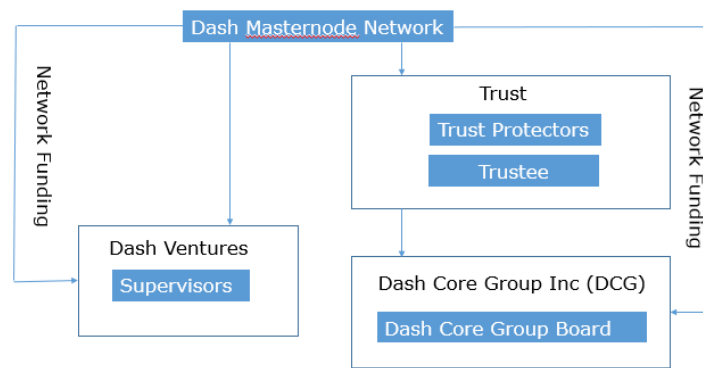 Dash Masternode Network
Network Funding
Trust
Trust Protectors
Trustee
Network Funding
Dash Ventures
Supervisors
Dash Core Group Inc (DCG)
Dash Core Group Board